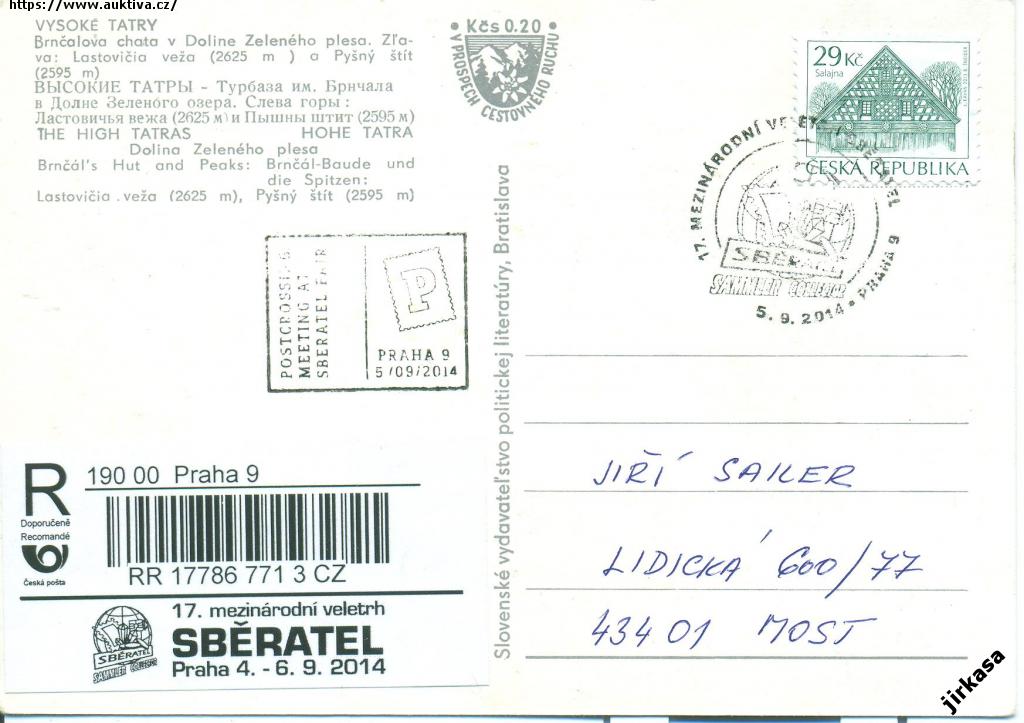 https://www.auktiva.cz/
VYSOKÉ TATRY
Brnčalova chata v Doline Zeleného plesa. Zľa-
va: Lastovičia veža (2625 m ) a Pyšný štít
(2595 m)
ВЫСОКИЕ ТАТРЫ - Турбаза им. Брнчала
в Долне Зеленóго озера. Слева горы :
Ластовичья вежа (2625 м) и Пышны штит (2595 м)
THE HIGH TATRAS HOHE TATRA
Dolina Zeleného plesa
Brnčál's Hut and Peaks: Brnčál-Baude und
die Spitzen:
Lastovičia veža (2625 m), Pyšný štít (2595 m)
• Kčs 0.20 •
V PROSPECH CESTOVNÉHO RUCHU
29 Kč
Salajna
ČESKÁ REPUBLIKA
17. MEZINÁRODNÍ VELETRH SBĚRATEL
SBĚRATEL
SAMMLER COLLECTOR
5. 9. 2014 • PRAHA 9
POSTCROSSING
MEETING AT
SBERATEL FAIR
P
PRAHA 9
5/09/2014
Slovenské vydavateľstvo politickej literatúry, Bratislava
R
Doporučeně
Recomandé
Česká pošta
190 00 Praha 9
RR 17786 771 3 CZ
SBĚRATEL
SAMMLER COLLECTOR
17. mezinárodní veletrh
SBĚRATEL
Praha 4. - 6. 9. 2014
JIŘÍ SAILER
LIDICKÁ 600/77
434 01 MOST
jirkasa